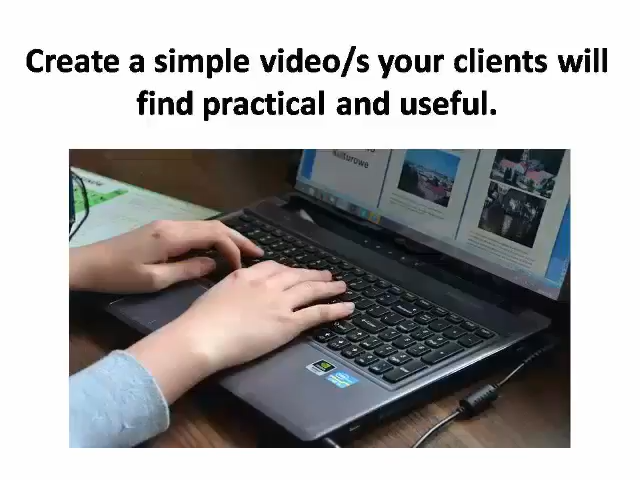 Create a simple video/s your clients will
find practical and useful.